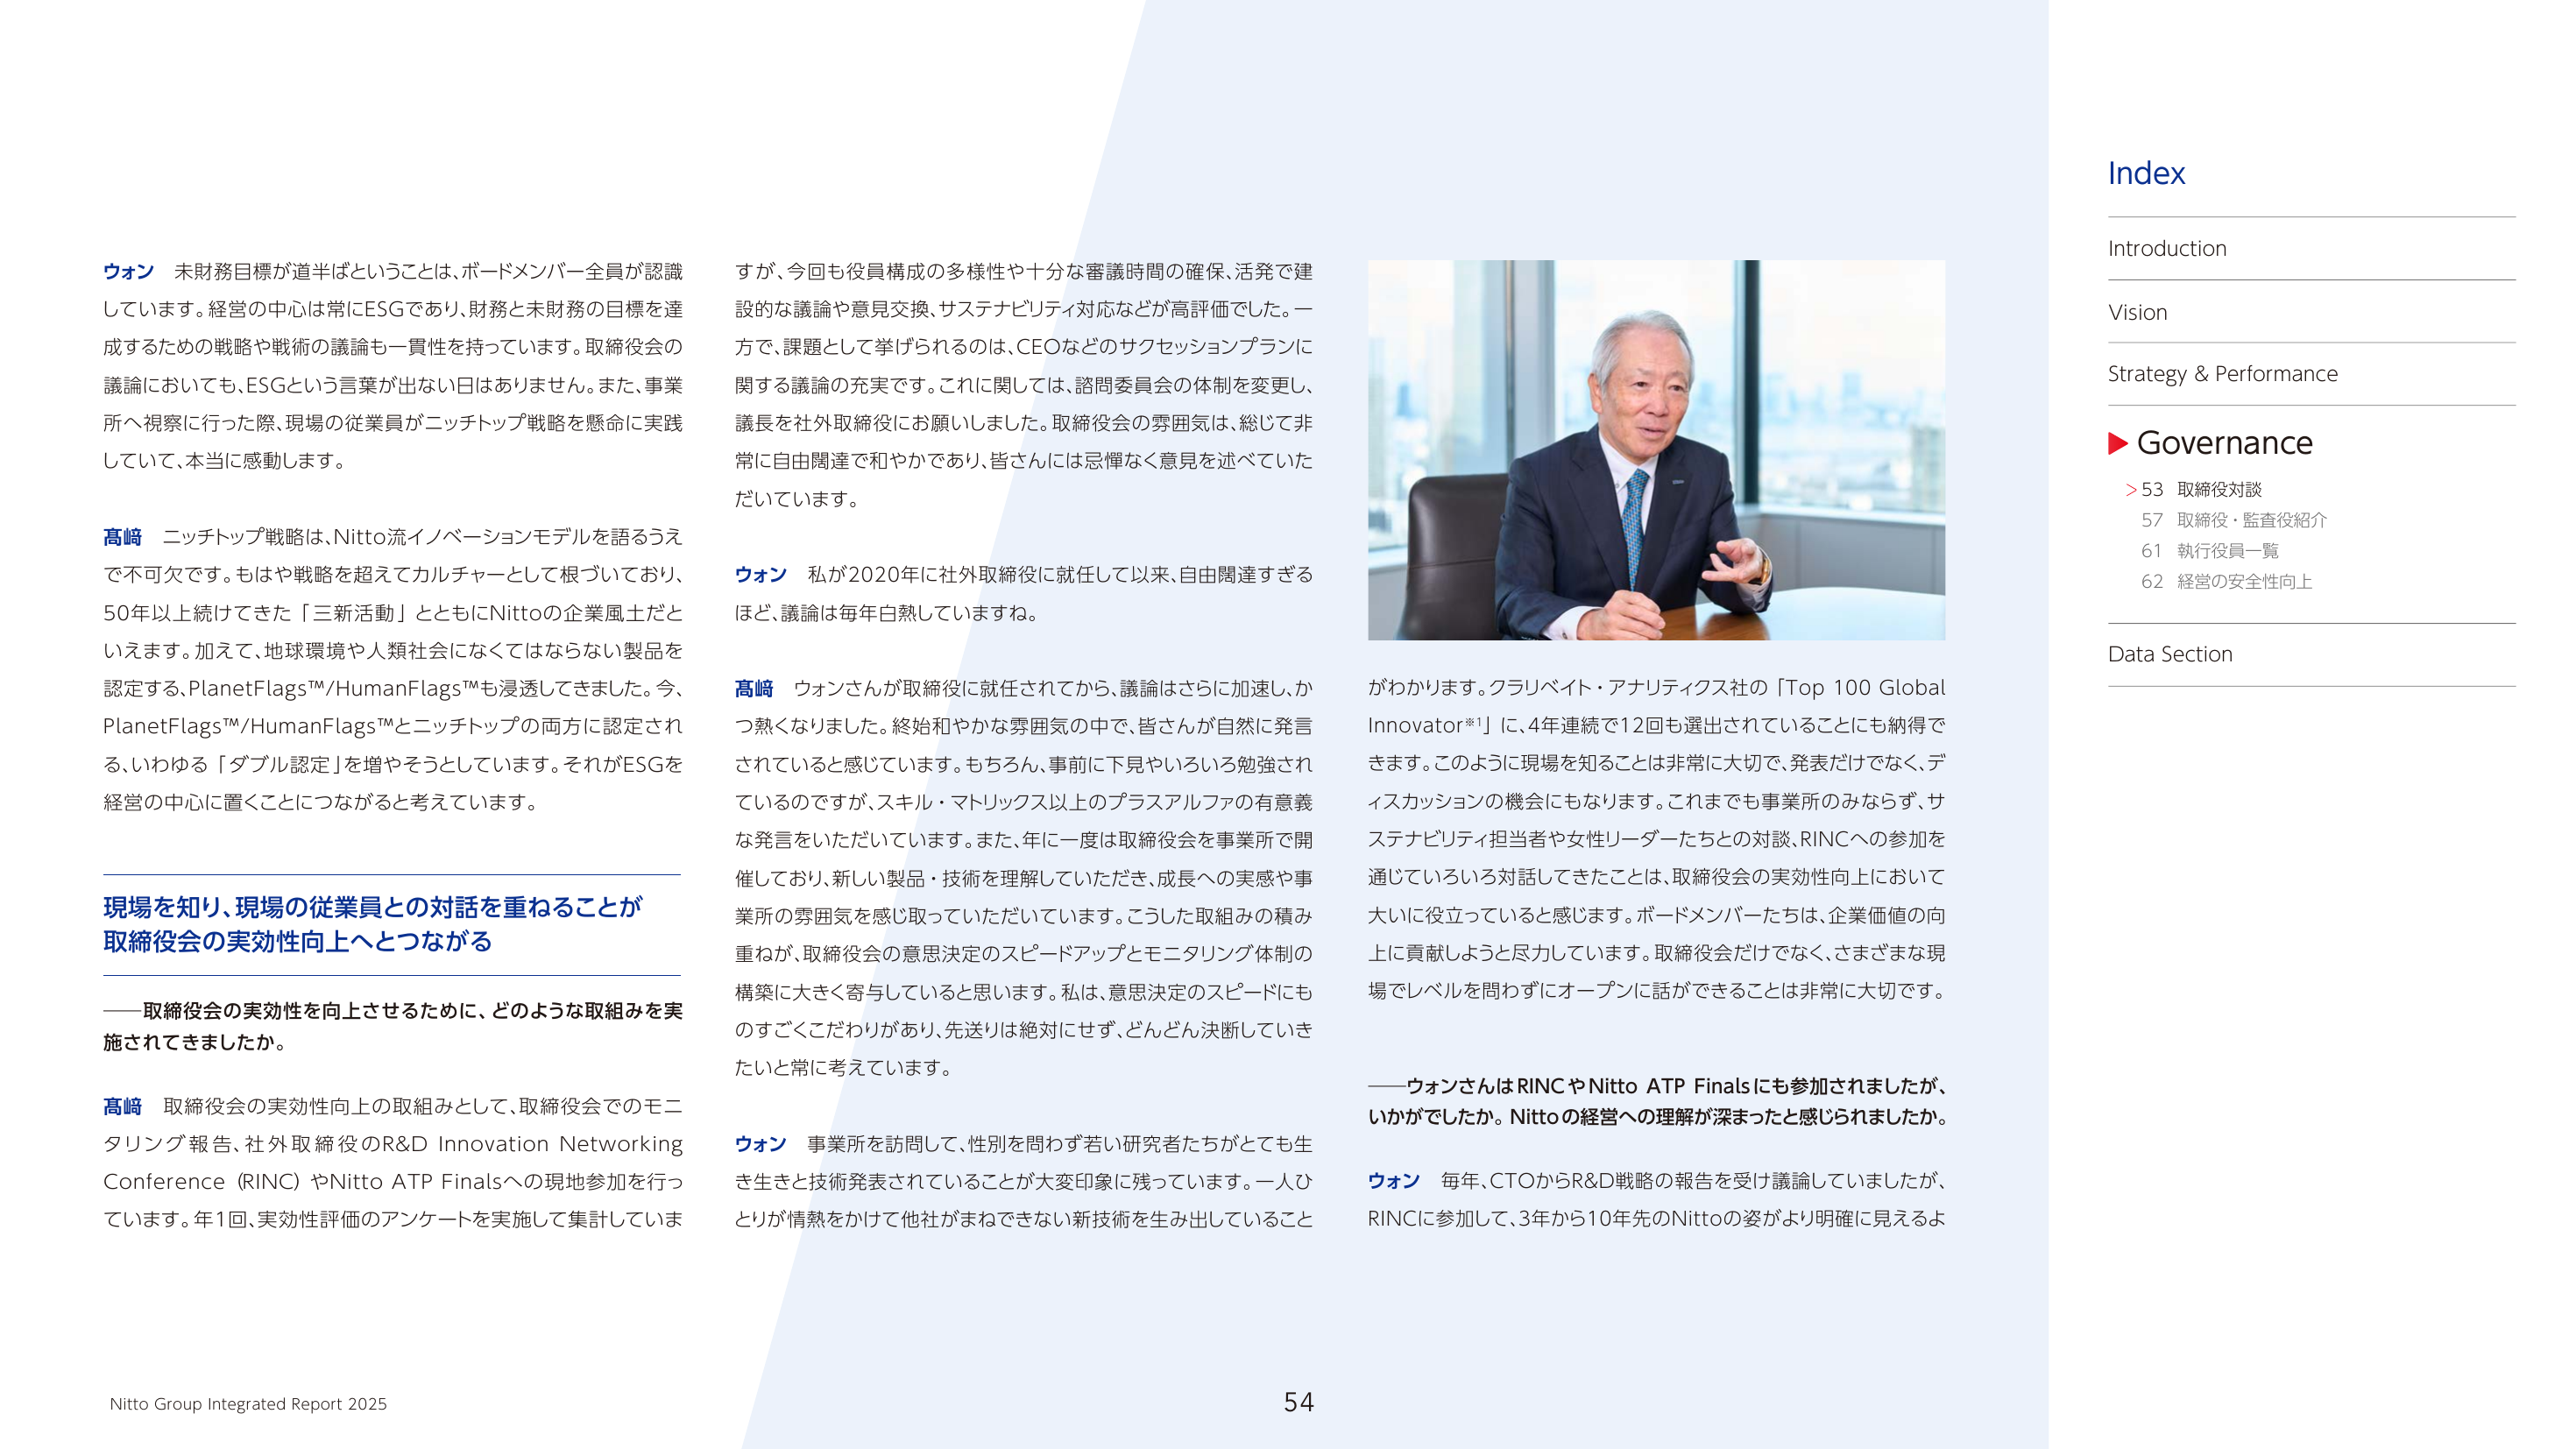 ウォン　未財務目標が道半ばということは、ボードメンバー全員が認識
しています。経営の中心は常にESGであり、財務と未財務の目標を達
成するための戦略や戦術の議論も一貫性を持っています。取締役会の
議論においても、ESGという言葉が出ない日はありません。また、事業
所へ視察に行った際、現場の従業員がニッチトップ戦略を懸命に実践
していて、本当に感動します。
髙﨑　ニッチトップ戦略は、Nitto流イノベーションモデルを語るうえ
で不可欠です。もはや戦略を超えてカルチャーとして根づいており、
50年以上続けてきた「三新活動」とともにNittoの企業風土だと
いえます。加えて、地球環境や人類社会になくてはならない製品を
認定する、PlanetFlags™/HumanFlags™も浸透してきました。今、
PlanetFlags™/HumanFlags™とニッチトップの両方に認定され
る、いわゆる「ダブル認定」を増やそうとしています。それがESGを
経営の中心に置くことにつながると考えています。
現場を知り、現場の従業員との対話を重ねることが
取締役会の実効性向上へとつながる
──取締役会の実効性を向上させるために、どのような取組みを実
施されてきましたか。
髙﨑　取締役会の実効性向上の取組みとして、取締役会でのモニ
タリング報告、社外取締役のR&D Innovation Networking
Conference (RINC) やNitto ATP Finalsへの現地参加を行っ
ています。年1回、実効性評価のアンケートを実施して集計していま
すが、今回も役員構成の多様性や十分な審議時間の確保、活発で建
設的な議論や意見交換、サステナビリティ対応などが高評価でした。一
方で、課題として挙げられるのは、CEOなどのサクセッションプランに
関する議論の充実です。これに関しては、諮問委員会の体制を変更し、
議長を社外取締役にお願いしました。取締役会の雰囲気は、総じて非
常に自由闊達で和やかであり、皆さんには忌憚なく意見を述べていた
だいています。
ウォン　私が2020年に社外取締役に就任して以来、自由闊達すぎる
ほど、議論は毎年白熱していますね。
髙﨑　ウォンさんが取締役に就任されてから、議論はさらに加速し、か
つ熱くなりました。終始和やかな雰囲気の中で、皆さんが自然に発言
されていると感じています。もちろん、事前に下見やいろいろ勉強され
ているのですが、スキル・マトリックス以上のプラスアルファの有意義
な発言をいただいています。また、年に一度は取締役会を事業所で開
催しており、新しい製品・技術を理解していただき、成長への実感や事
業所の雰囲気を感じ取っていただいています。こうした取組みの積み
重ねが、取締役会の意思決定のスピードアップとモニタリング体制の
構築に大きく寄与していると思います。私は、意思決定のスピードにも
のすごくこだわりがあり、先送りは絶対にせず、どんどん決断していき
たいと常に考えています。
ウォン　事業所を訪問して、性別を問わず若い研究者たちがとても生
き生きと技術発表されていることが大変印象に残っています。一人ひ
とりが情熱をかけて他社がまねできない新技術を生み出していること
がわかります。クラリベイト・アナリティクス社の「Top 100 Global
Innovator※1」に、4年連続で12回も選出されていることにも納得で
きます。このように現場を知ることは非常に大切で、発表だけでなく、デ
ィスカッションの機会にもなります。これまでも事業所のみならず、サ
ステナビリティ担当者や女性リーダーたちとの対談、RINCへの参加を
通じていろいろ対話してきたことは、取締役会の実効性向上において
大いに役立っていると感じます。ボードメンバーたちは、企業価値の向
上に貢献しようと尽力しています。取締役会だけでなく、さまざまな現
場でレベルを問わずにオープンに話ができることは非常に大切です。
──ウォンさんはRINCやNitto ATP Finalsにも参加されましたが、
いかがでしたか。Nittoの経営への理解が深まったと感じられましたか。
ウォン　毎年、CTOからR&D戦略の報告を受け議論していましたが、
RINCに参加して、3年から10年先のNittoの姿がより明確に見えるよ
Index
Introduction
Vision
Strategy & Performance
Governance
> 53 取締役対談
57 取締役・監査役紹介
61 執行役員一覧
62 経営の安全性向上
Data Section
Nitto Group Integrated Report 2025
54